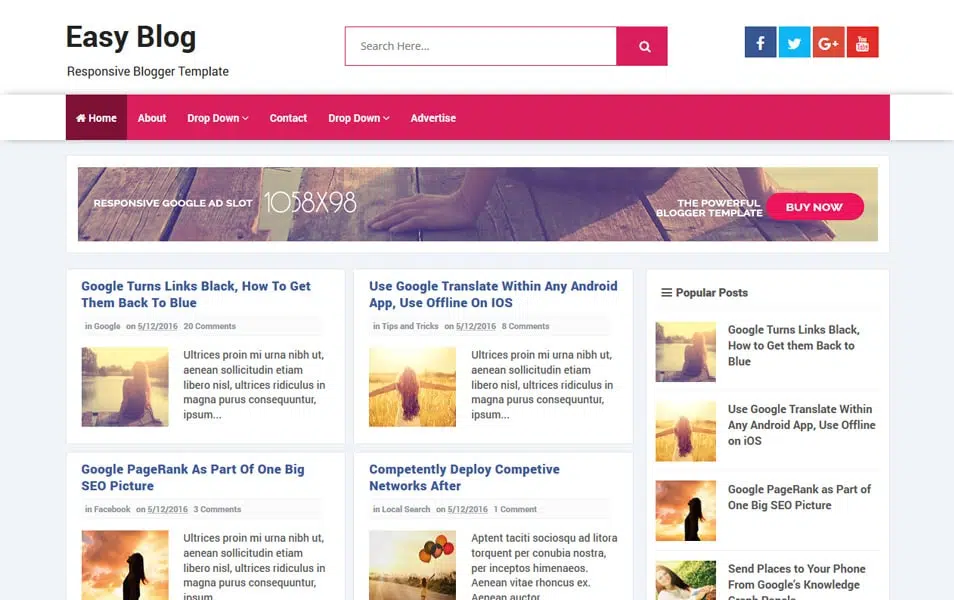 Easy Blog
Responsive Blogger Template
Search Here...
You
Tube
Home
About
Drop Down
Contact
Drop Down
Advertise
RESPONSIVE GOOGLE AD SLOT
1058X98
THE POWERFUL
BLOGGER TEMPLATE
BUY NOW
Google Turns Links Black, How To Get
Them Back To Blue
in Google on 5/12/2016 20 Comments
Ultrices proin mi urna nibh ut,
aenean sollicitudin etiam
libero nisl, ultrices ridiculus in
magna purus consequuntur,
ipsum...
Use Google Translate Within Any Android
App, Use Offline On IOS
in Tips and Tricks on 5/12/2016 8 Comments
Ultrices proin mi urna nibh ut,
aenean sollicitudin etiam
libero nisl, ultrices ridiculus in
magna purus consequuntur,
ipsum...
Google PageRank As Part Of One Big
SEO Picture
in Facebook on 5/12/2016 3 Comments
Ultrices proin mi urna nibh ut,
aenean sollicitudin etiam
libero nisl, ultrices ridiculus in
magna purus consequuntur,
ipsum
Competently Deploy Competive
Networks After
in Local Search on 5/12/2016 1 Comment
Aptent taciti sociosqu ad litora
torquent per conubia nostra,
per inceptos himenaeos.
Aenean vitae rhoncus ex.
Aenean auctor
Popular Posts
Google Turns Links Black,
How to Get them Back to
Blue
Use Google Translate Within
Any Android App, Use Offline
on iOS
Google PageRank as Part of
One Big SEO Picture
Send Places to Your Phone
From Google's Knowledge
Graph Panels